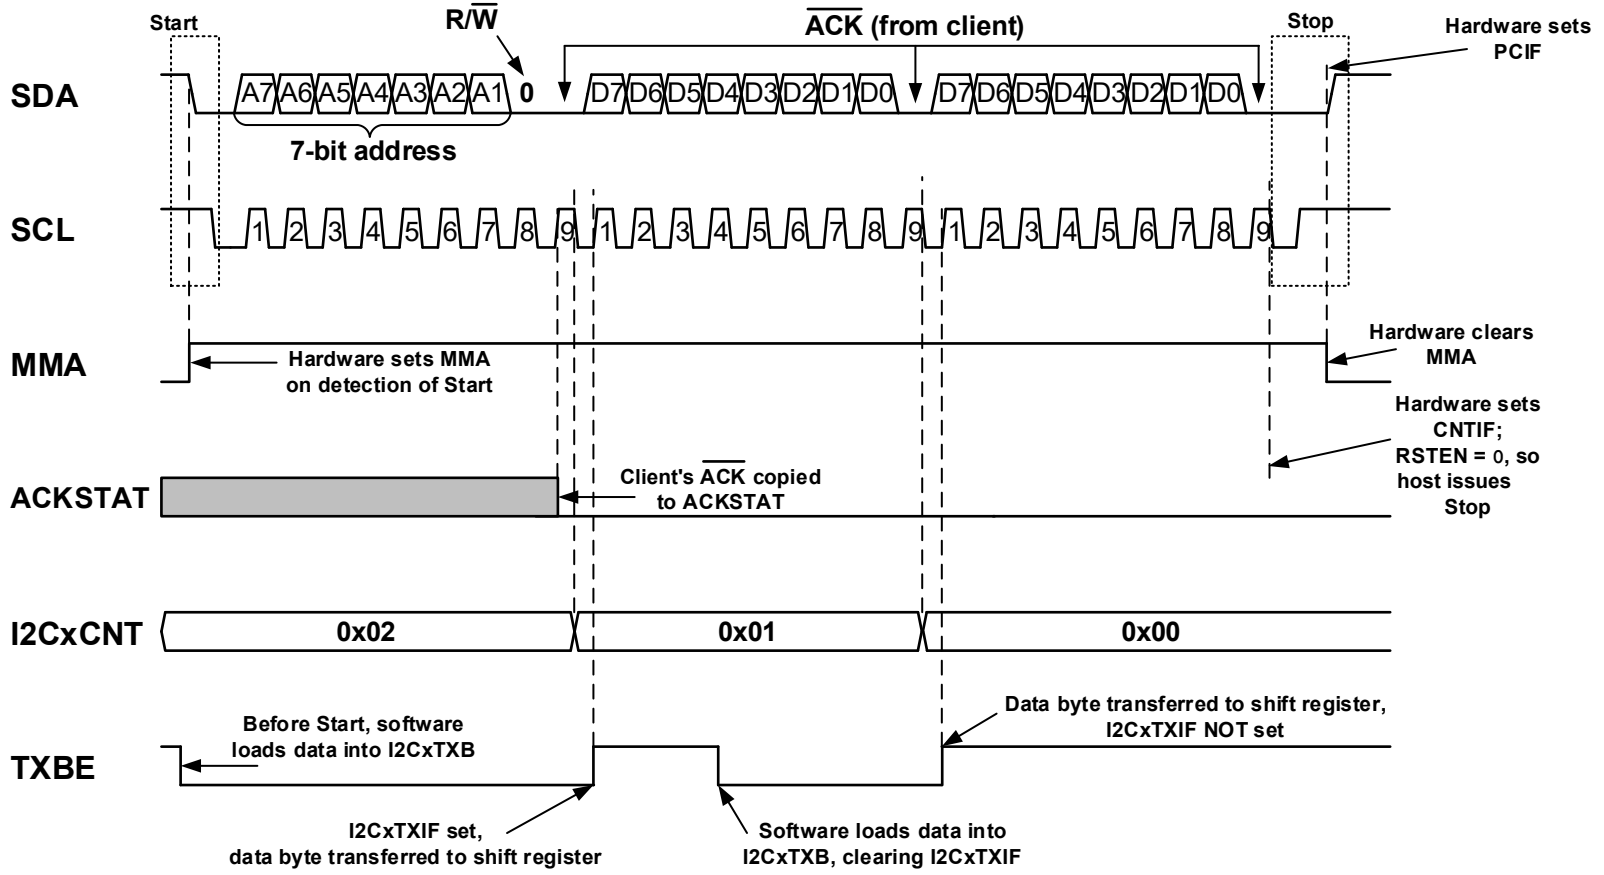 Start
R/W
ACK (from client)
Stop
Hardware sets
PCIF
SDA
A7 A6 A5 A4 A3 A2 A1 0 D7 D6 D5 D4 D3 D2 D1 D0 D7 D6 D5 D4 D3 D2 D1 D0
7-bit address
SCL
1 2 3 4 5 6 7 8 9 1 2 3 4 5 6 7 8 9 1 2 3 4 5 6 7 8 9
MMA
Hardware sets MMA
on detection of Start
Hardware clears
MMA
Hardware sets
CNTIF;
RSTEN = 0, so
host issues
Stop
ACKSTAT
Client's ACK copied
to ACKSTAT
I2CxCNT
0x02 0x01 0x00
TXBE
Before Start, software
loads data into I2CxTXB
Data byte transferred to shift register,
I2CxTXIF NOT set
I2CxTXIF set,
data byte transferred to shift register
Software loads data into
I2CxTXB, clearing I2CxTXIF